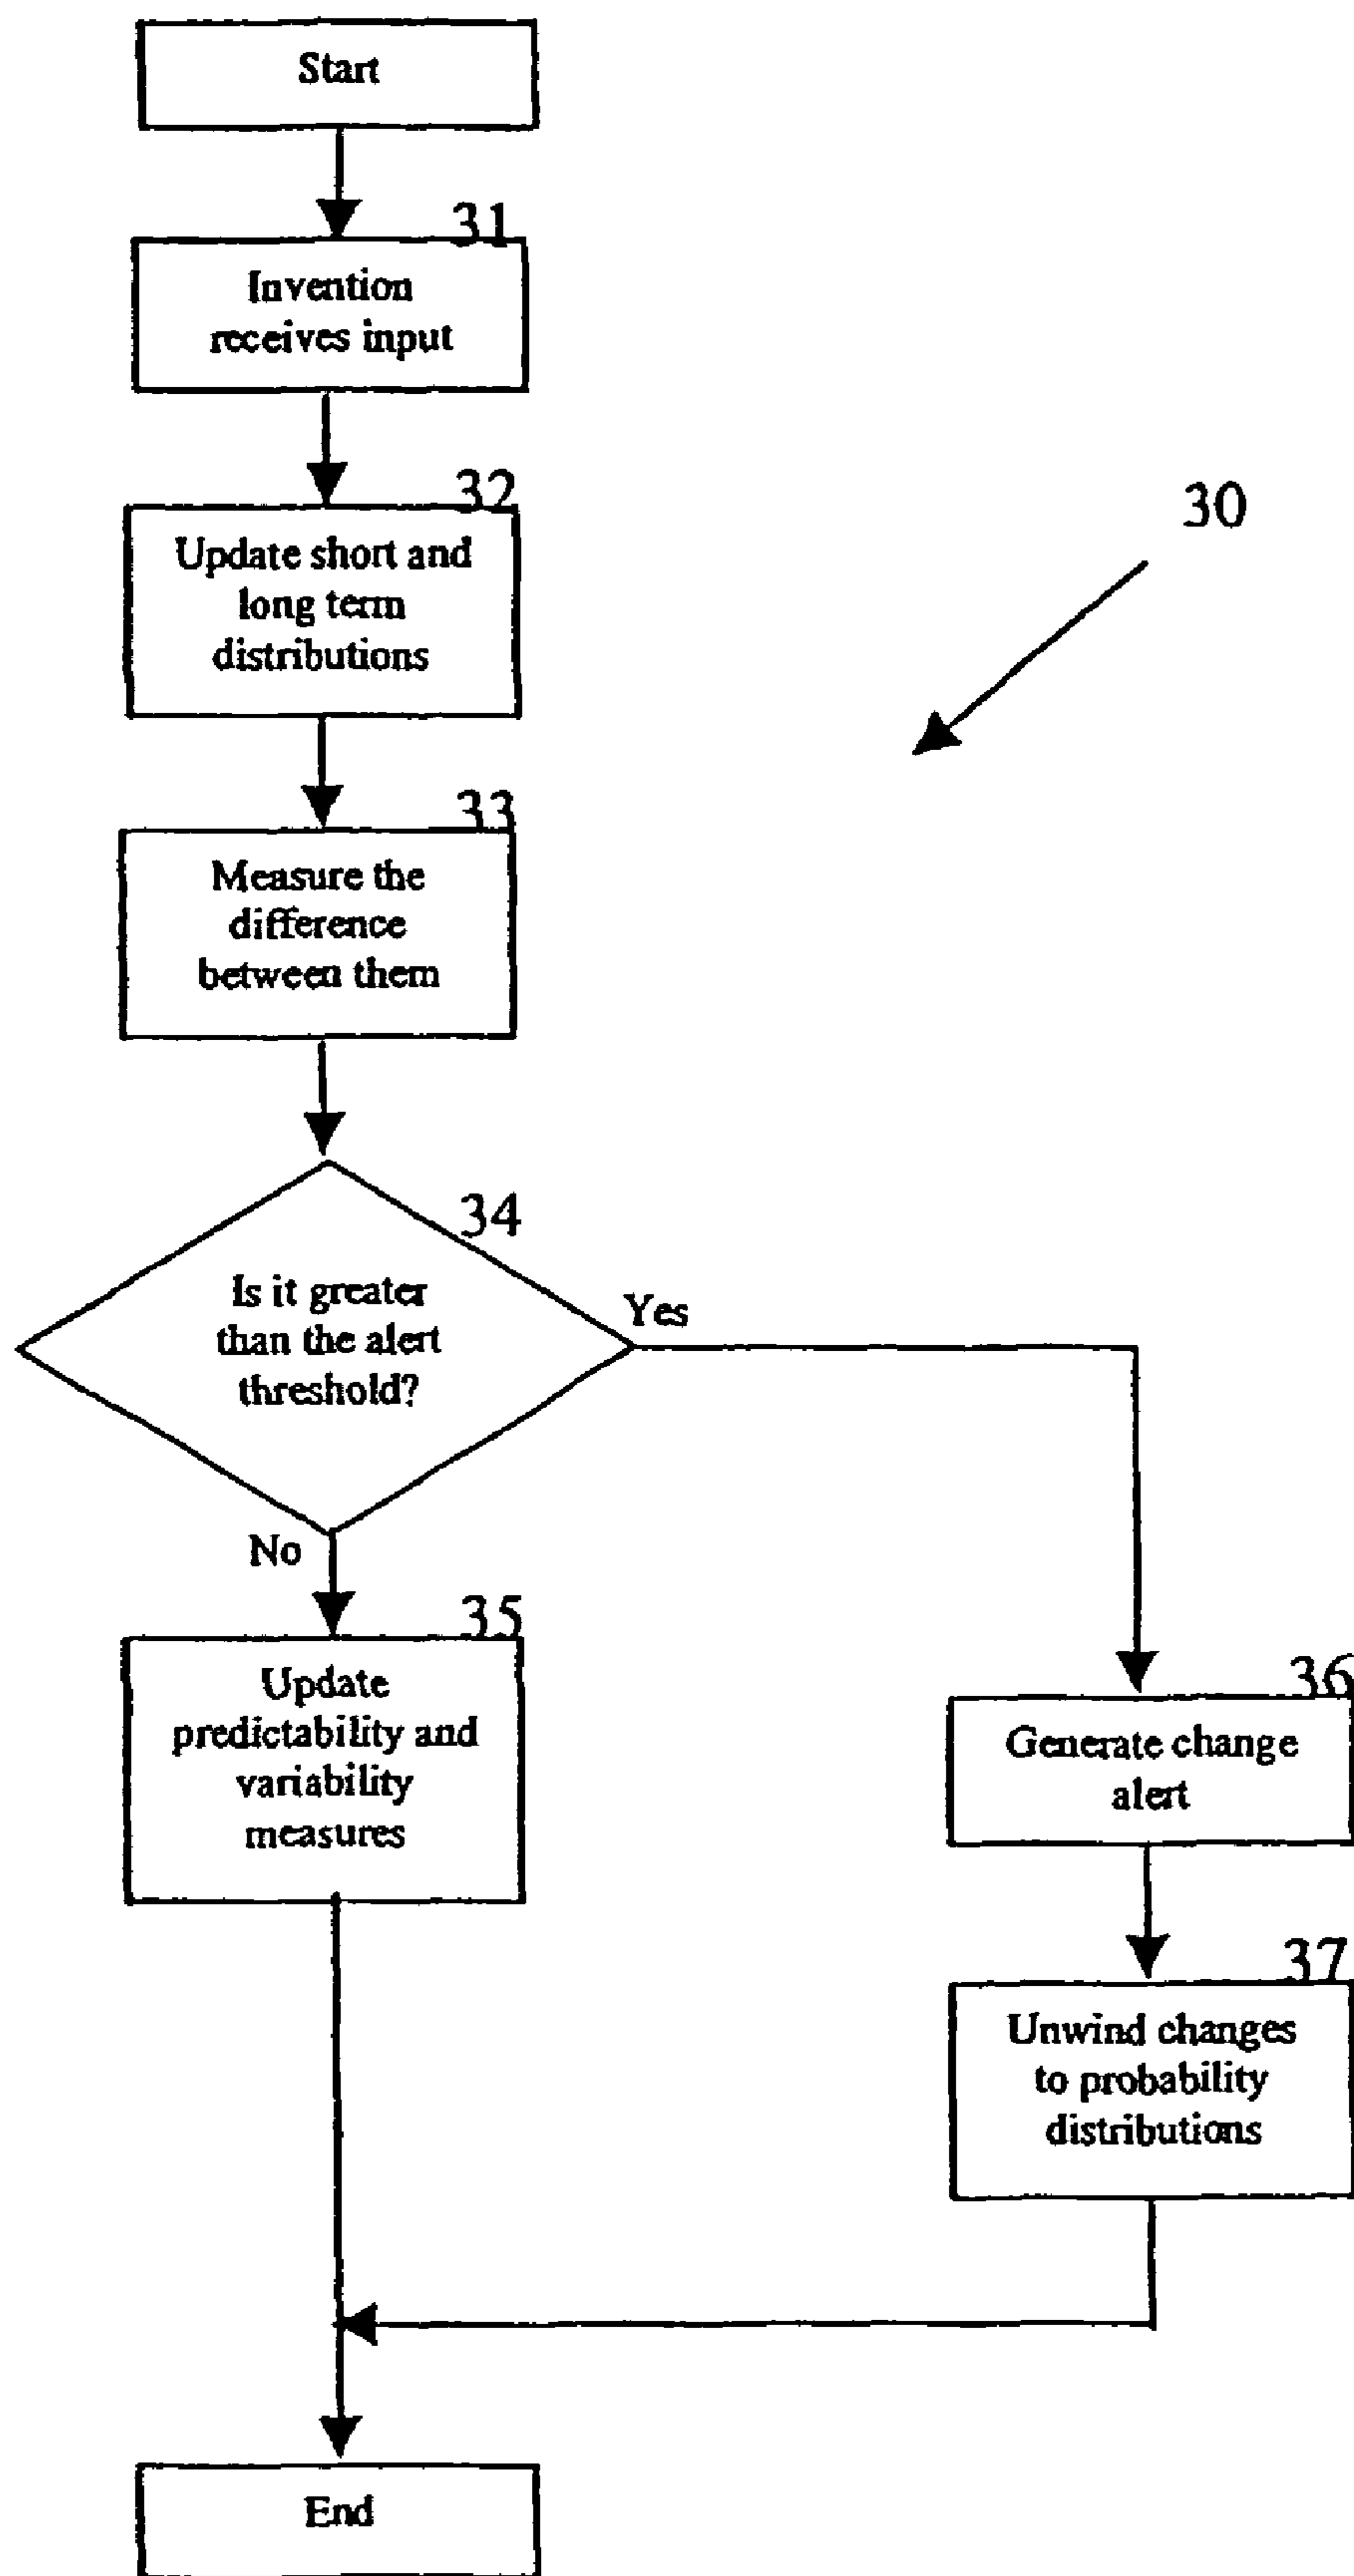 Start
31
Invention
receives input
32
Update short and
long term
distributions
30
33
Measure the
difference
between them
34
Is it greater
than the alert
threshold?
Yes
No
35
Update
predictability and
variability
measures
36
Generate change
alert
37
Unwind changes
to probability
distributions
End